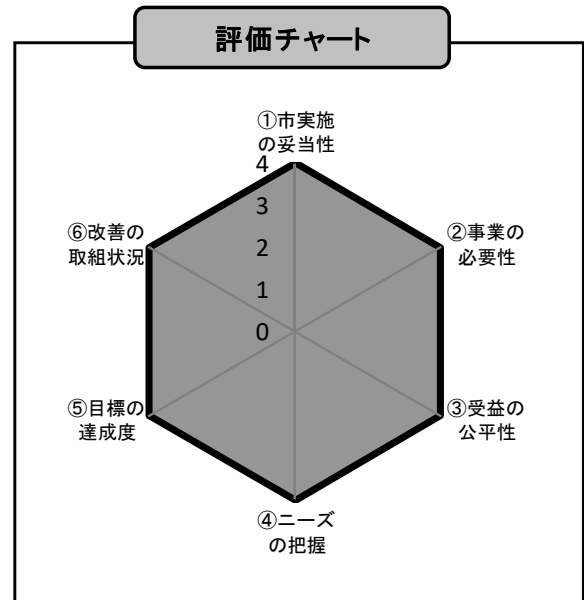 評価チャート
①市実施
の妥当性
4
3
2
1
0
②事業の
必要性
③受益の
公平性
④ニーズ
の把握
⑤目標の
達成度
⑥改善の
取組状況